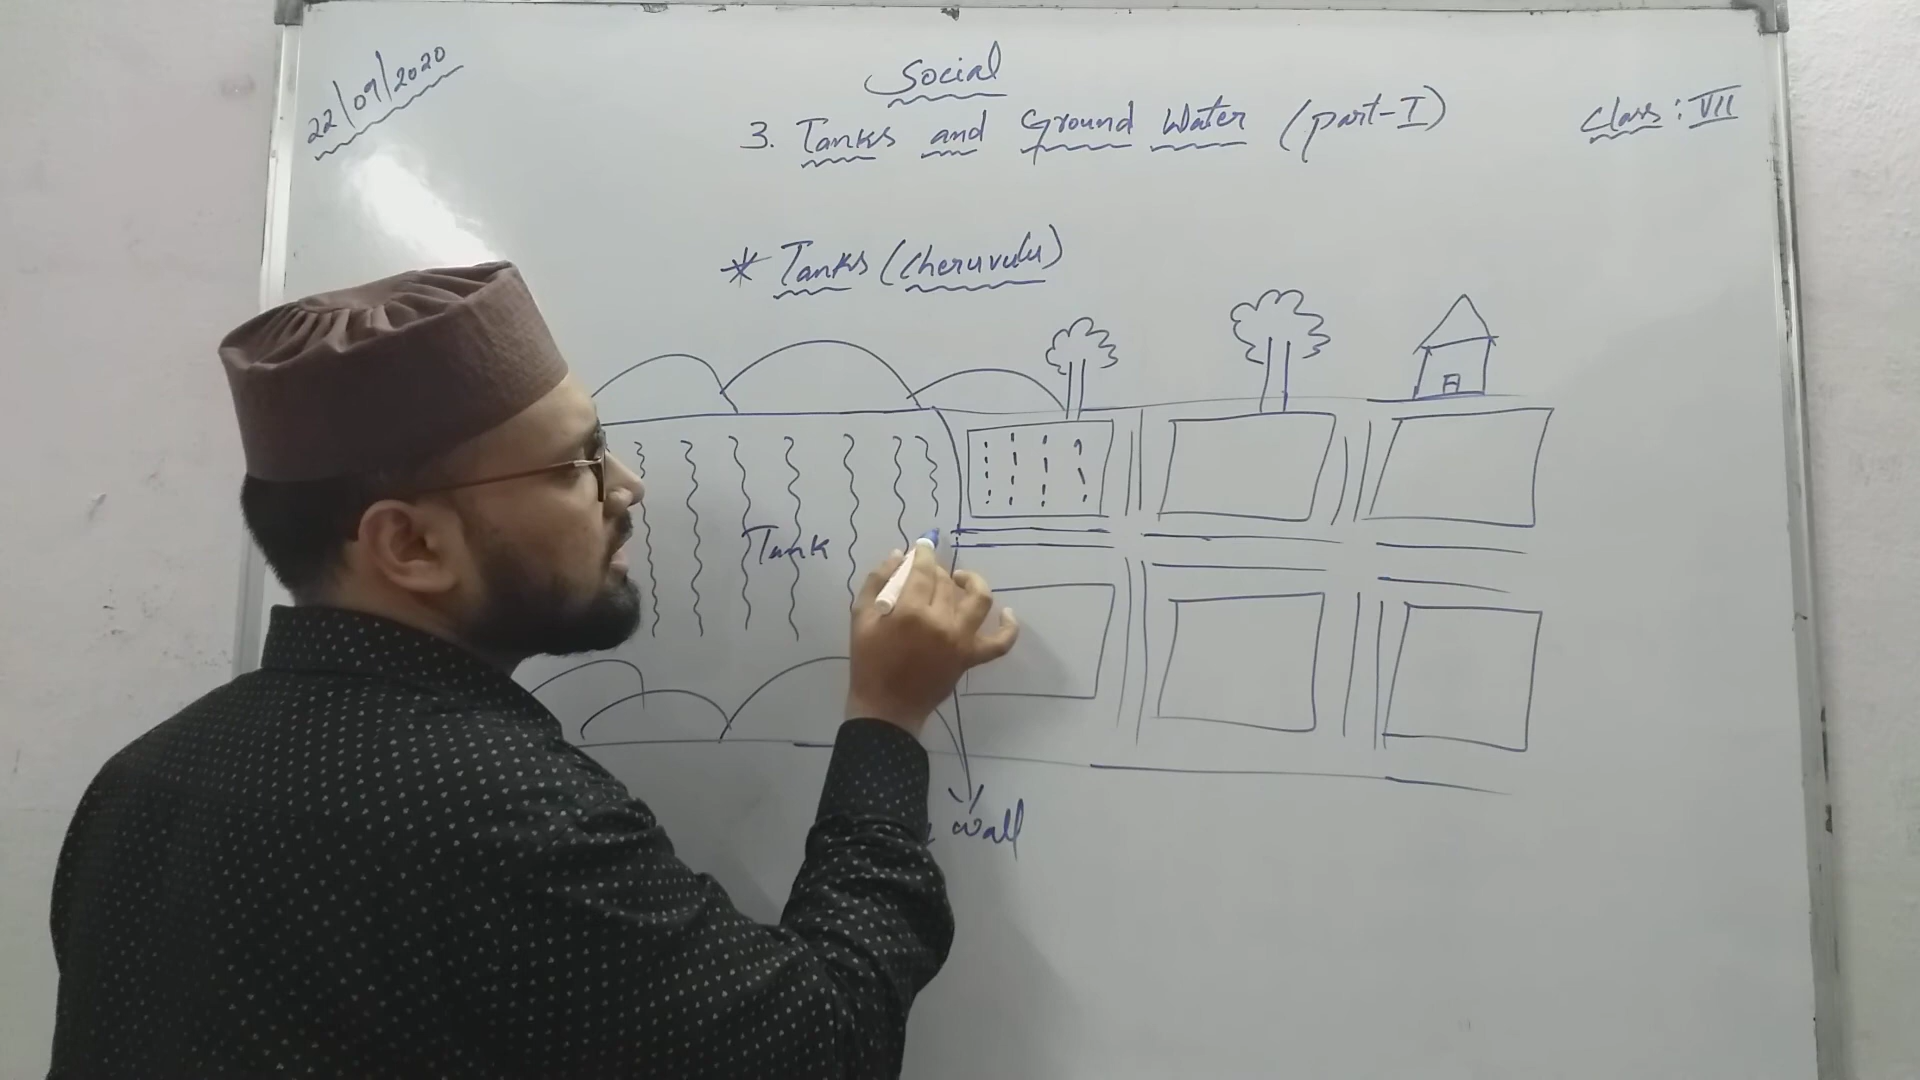 22/09/2020
Social
3. Tanks and Ground Water (part-I)
Class: VII
* Tanks (Cheruvulu)
Tank
wall